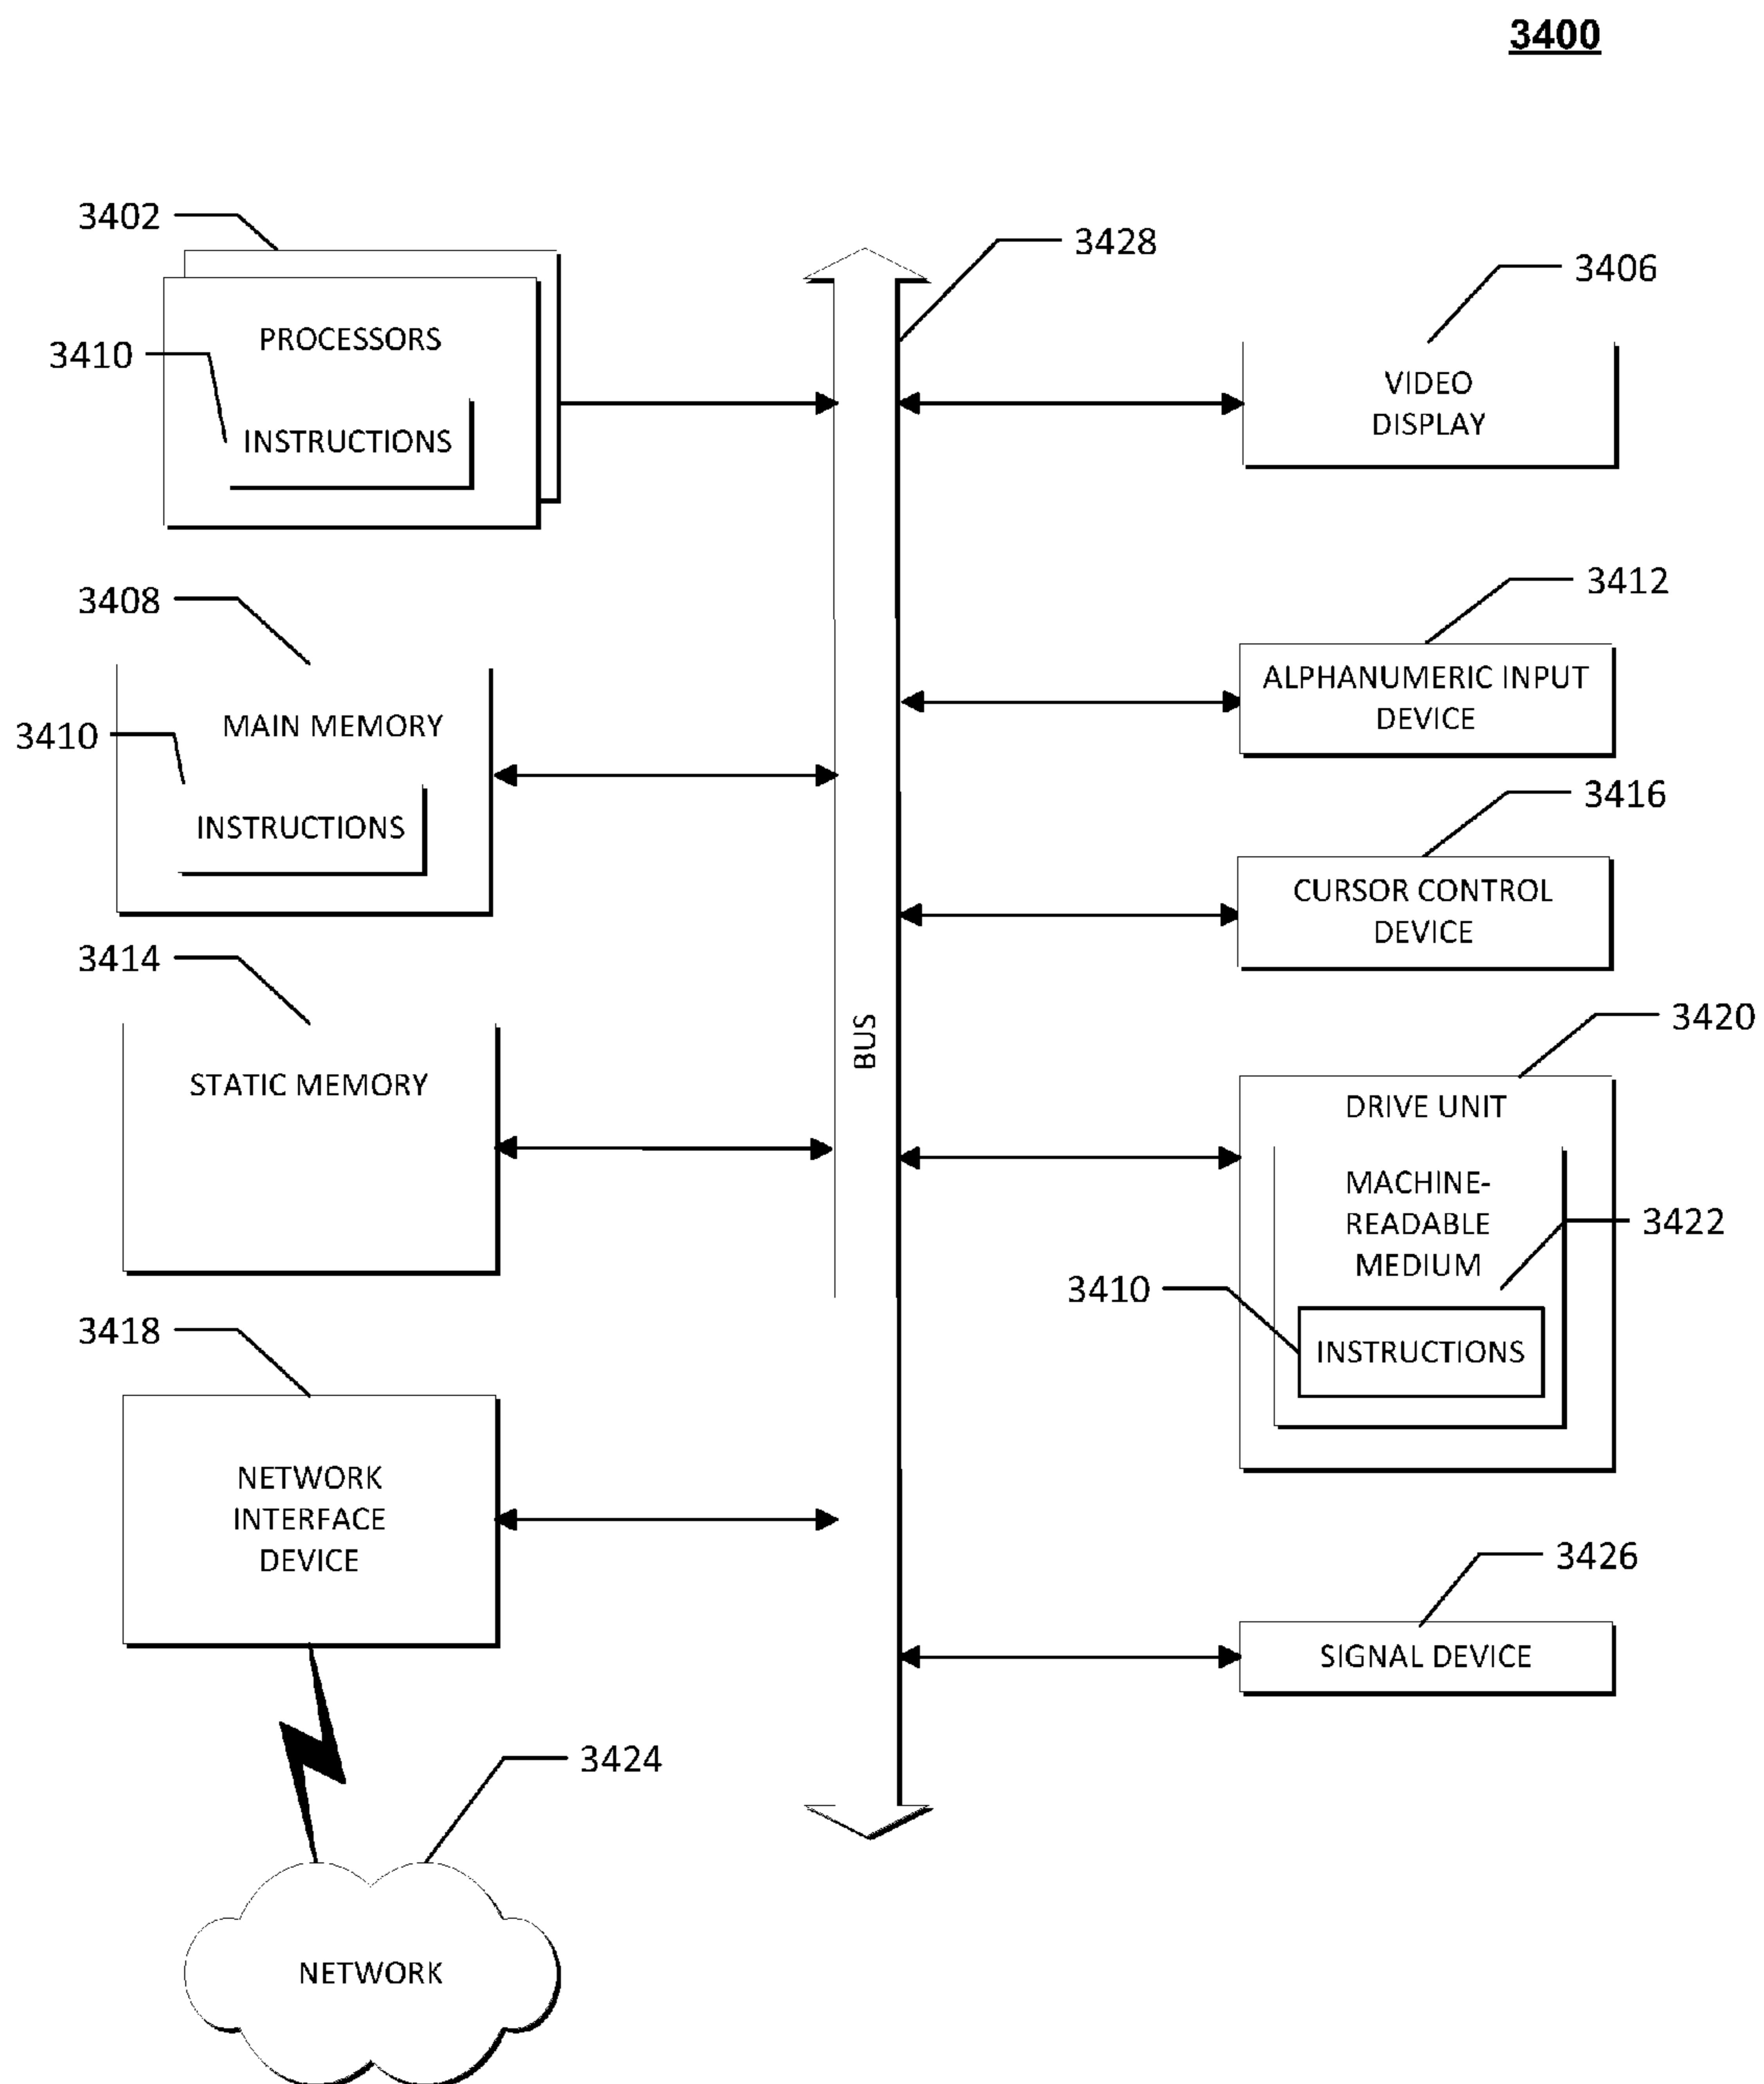 3400
3402
PROCESSORS
3410
INSTRUCTIONS
3408
MAIN MEMORY
3410
INSTRUCTIONS
3414
STATIC MEMORY
3418
NETWORK
INTERFACE
DEVICE
3424
NETWORK
3428
BUS
3406
VIDEO
DISPLAY
3412
ALPHANUMERIC INPUT
DEVICE
3416
CURSOR CONTROL
DEVICE
3420
DRIVE UNIT
MACHINE-
READABLE
MEDIUM
3422
3410
INSTRUCTIONS
3426
SIGNAL DEVICE